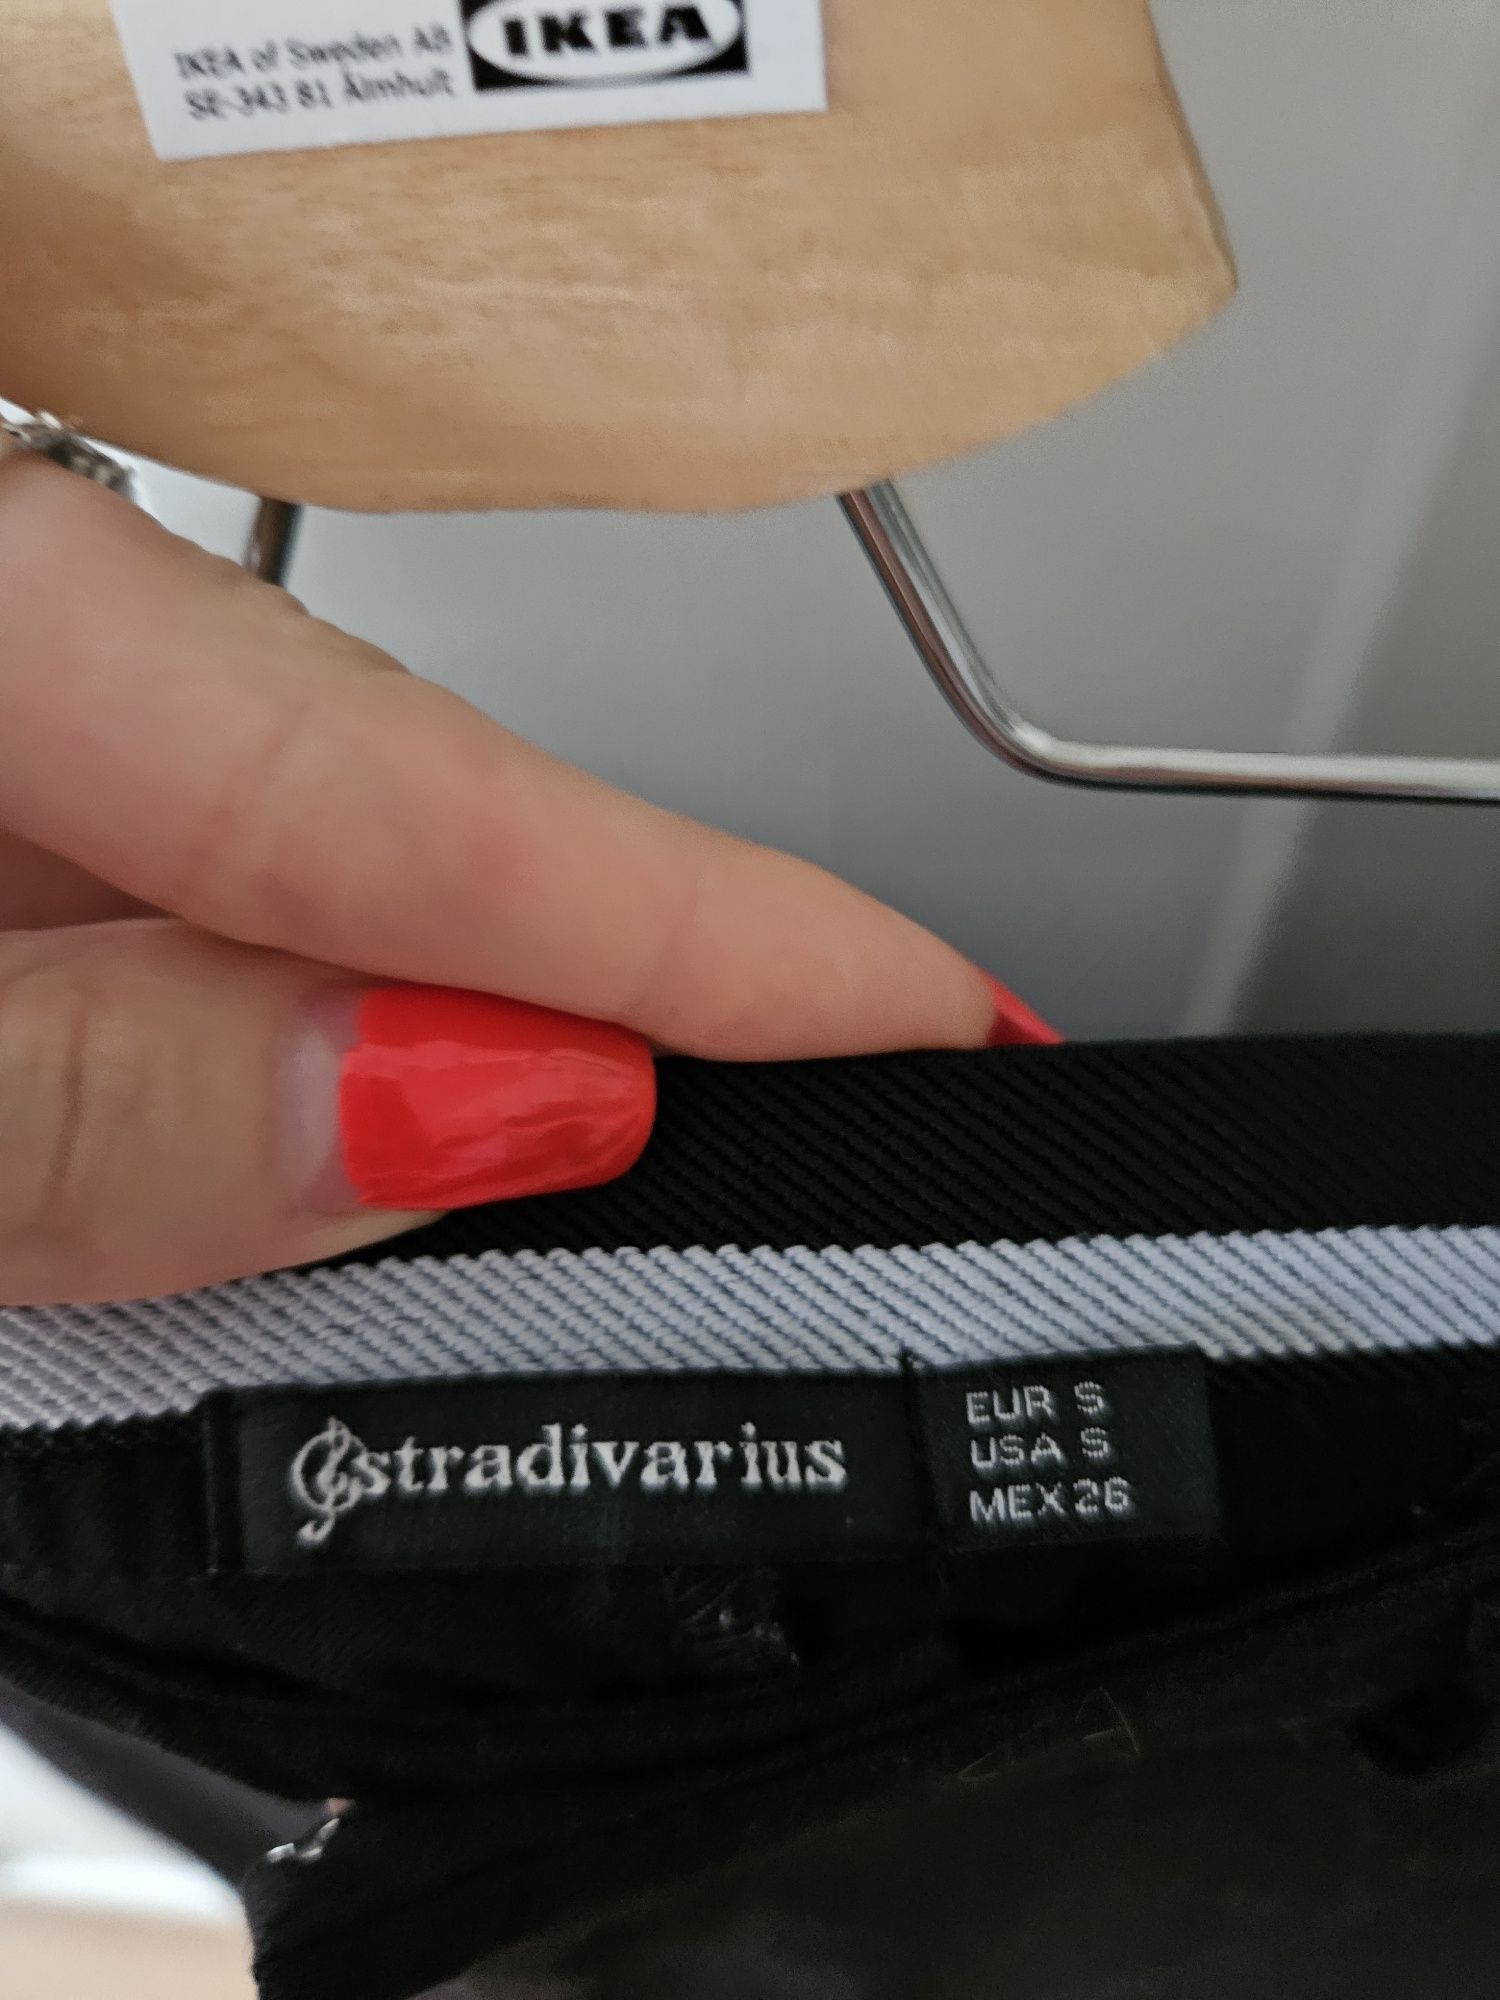 IKEA of Sweden AB
SE-343 81 Älmhult
IKEA
stradivarius
EUR S
USA S
MEX 26